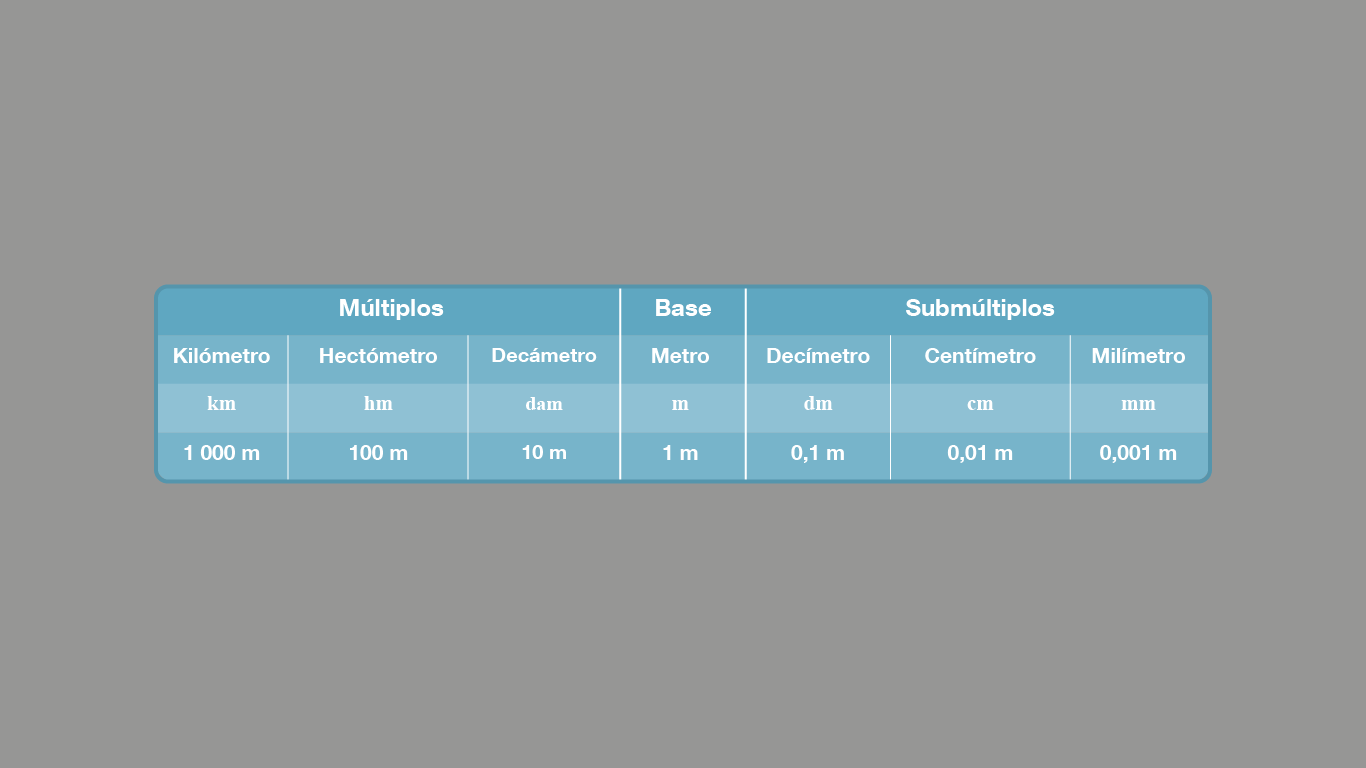 Múltiplos Base Submúltiplos
Kilómetro Hectómetro Decámetro Metro Decímetro Centímetro Milímetro
km hm dam m dm cm mm
1 000 m 100 m 10 m 1 m 0,1 m 0,01 m 0,001 m